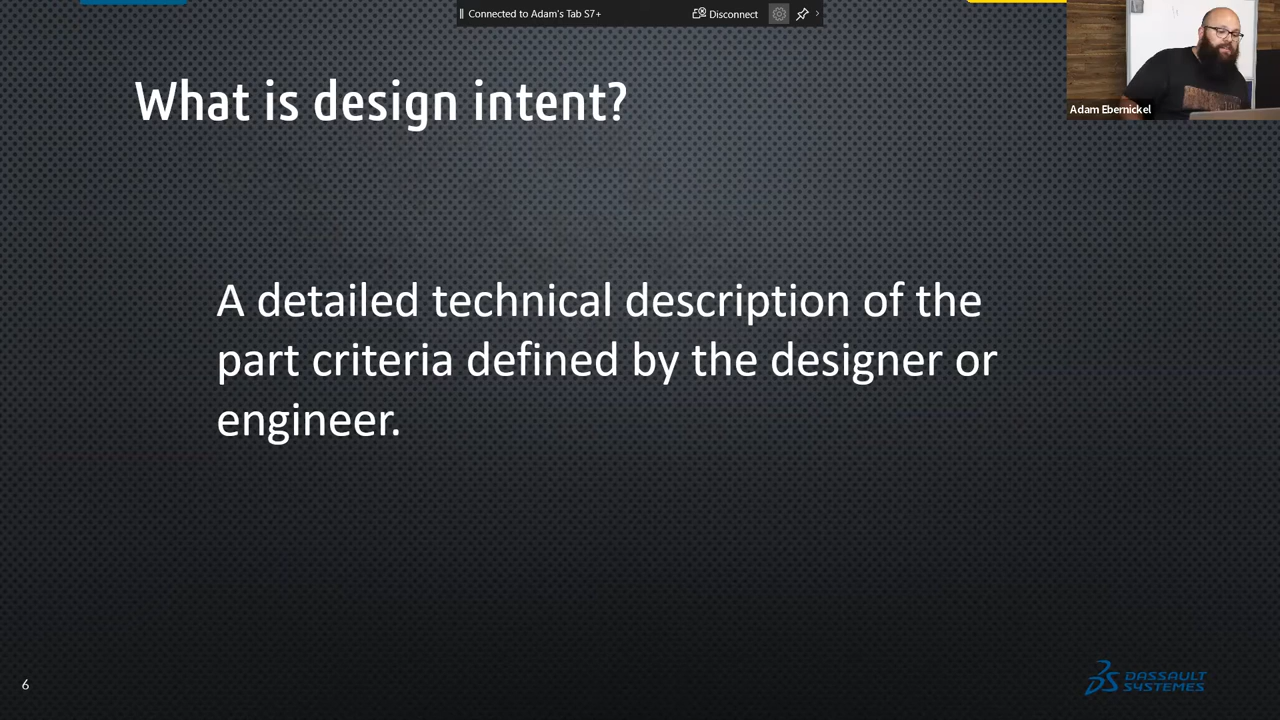 Connected to Adam's Tab S7+
Disconnect
What is design intent?
Adam Ebernickel
A detailed technical description of the
part criteria defined by the designer or
engineer.
6
DASSAULT
SYSTEMES